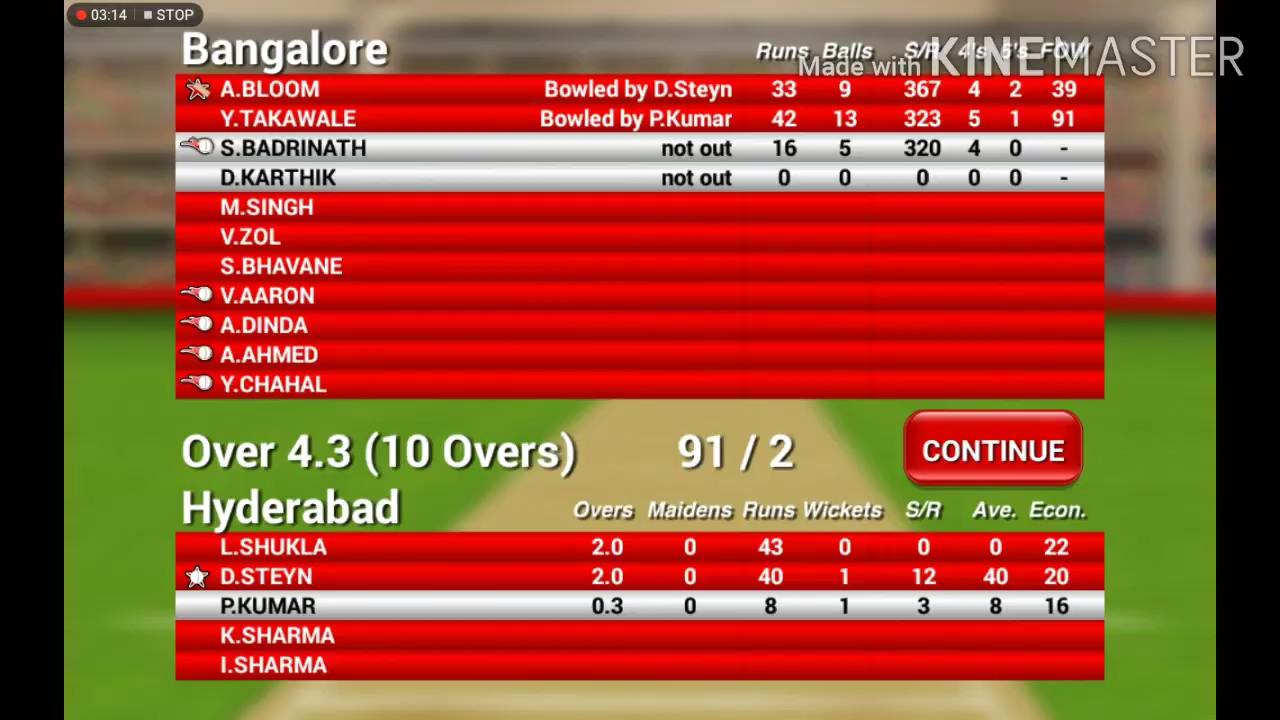 03:14 STOP
Made with KINEMASTER
Bangalore Runs Balls S/R 4's 6's FOW
A.BLOOM Bowled by D.Steyn 33 9 367 4 2 39
Y.TAKAWALE Bowled by P.Kumar 42 13 323 5 1 91
S.BADRINATH not out 16 5 320 4 0 -
D.KARTHIK not out 0 0 0 0 0 -
M.SINGH
V.ZOL
S.BHAVANE
V.AARON
A.DINDA
A.AHMED
Y.CHAHAL
Over 4.3 (10 Overs) 91 / 2 CONTINUE
Hyderabad Overs Maidens Runs Wickets S/R Ave. Econ.
L.SHUKLA 2.0 0 43 0 0 0 22
D.STEYN 2.0 0 40 1 12 40 20
P.KUMAR 0.3 0 8 1 3 8 16
K.SHARMA
I.SHARMA